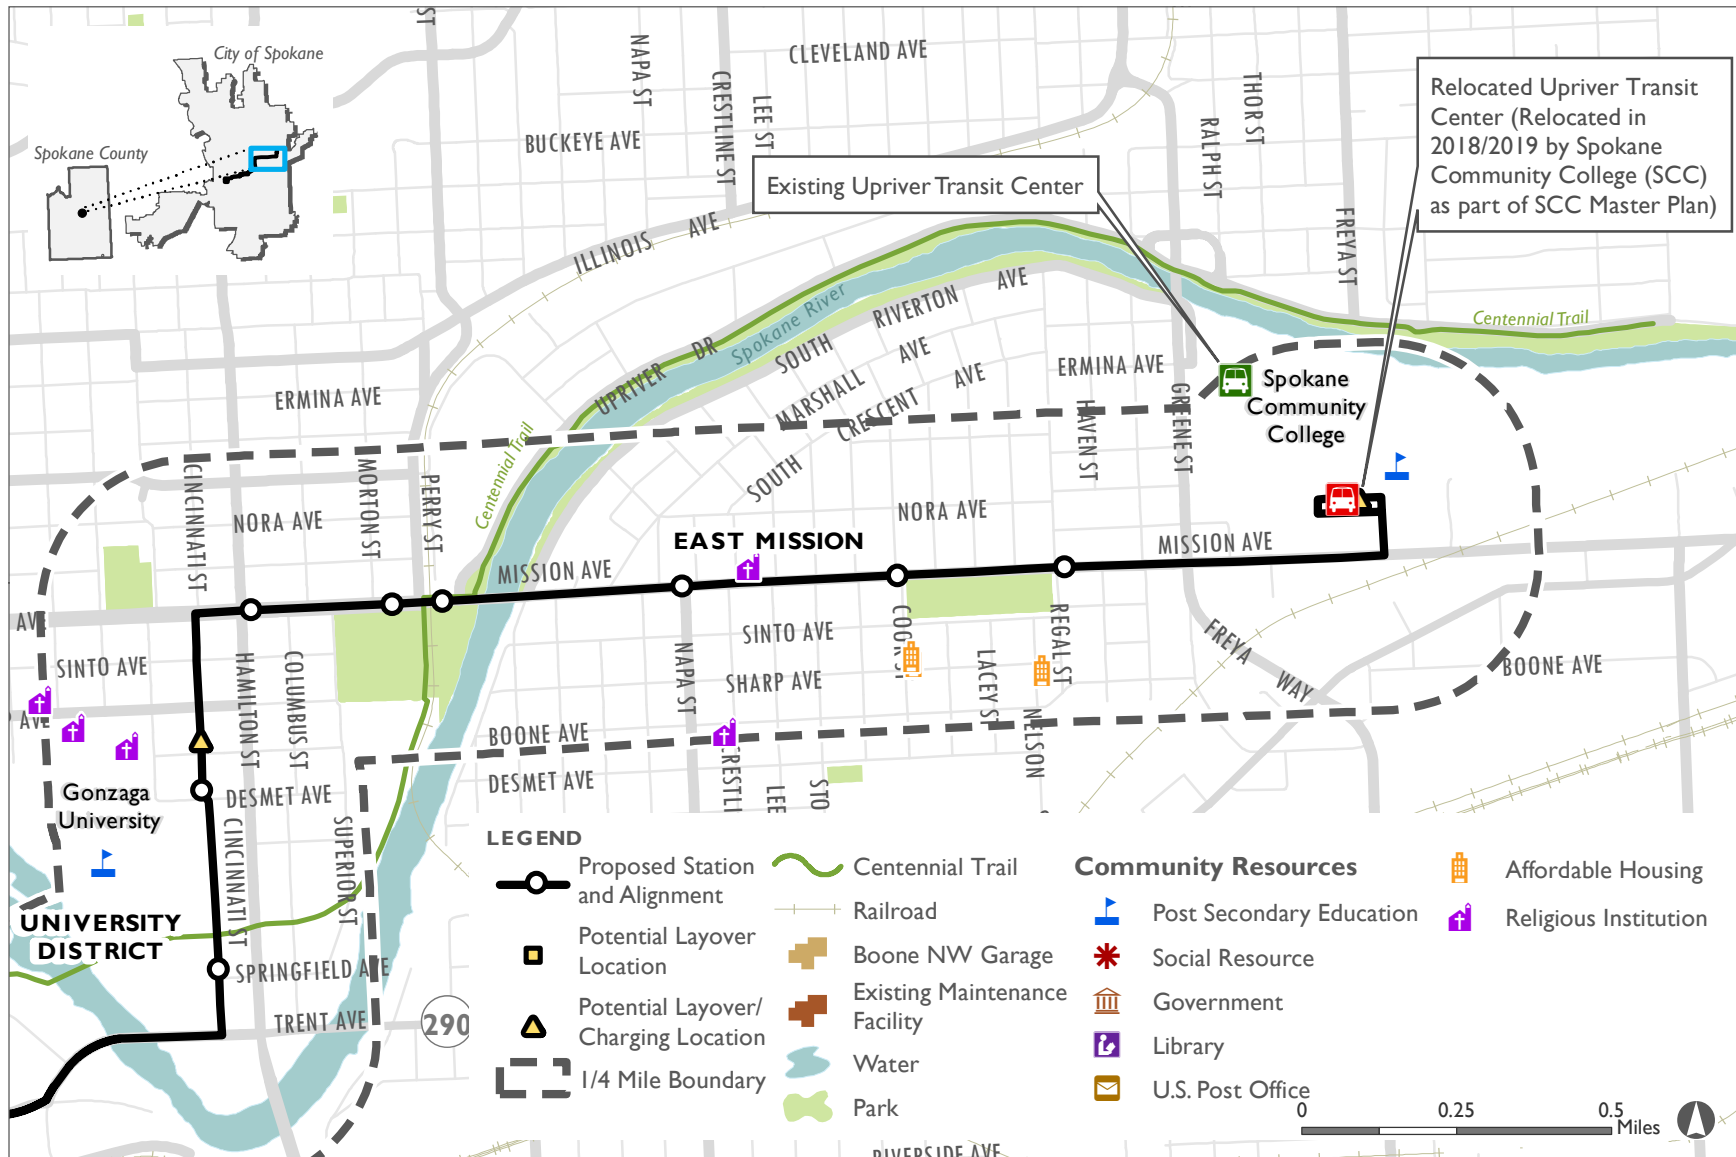 City of Spokane
Spokane County
ST
NAPA ST
CRESTLINE ST
LEE ST
CLEVELAND AVE
BUCKEYE AVE
THOR ST
RALPH ST
FREYA ST
Relocated Upriver Transit
Center (Relocated in
2018/2019 by Spokane
Community College (SCC)
as part of SCC Master Plan)
Existing Upriver Transit Center
ILLINOIS AVE
UPRIVER DR
Spokane River
SOUTH RIVERTON AVE
MARSHALL AVE
SOUTH CRESCENT AVE
ERMINA AVE
ERMINA AVE
Centennial Trail
Centennial Trail
Spokane
Community
College
GREENE ST
HAVEN ST
CINCINNATI ST
MORTON ST
PERRY ST
NORA AVE
NORA AVE
EAST MISSION
MISSION AVE
MISSION AVE
AVE
SINTO AVE
SINTO AVE
SHARP AVE
AVE
HAMILTON ST
COLUMBUS ST
NAPA ST
LACEY ST
REGAL ST
NELSON
FREYA WAY
BOONE AVE
BOONE AVE
DESMET AVE
DESMET AVE
RESTLI
LEE
STO
Gonzaga
University
CINCINNATI ST
SUPERIOR ST
UNIVERSITY
DISTRICT
SPRINGFIELD AVE
TRENT AVE
290
LEGEND
Proposed Station
and Alignment
Potential Layover
Location
Potential Layover/
Charging Location
1/4 Mile Boundary
Centennial Trail
Railroad
Boone NW Garage
Existing Maintenance
Facility
Water
Park
Community Resources
Post Secondary Education
Social Resource
Government
Library
U.S. Post Office
Affordable Housing
Religious Institution
0 0.25 0.5
Miles
RIVERSIDE AVE